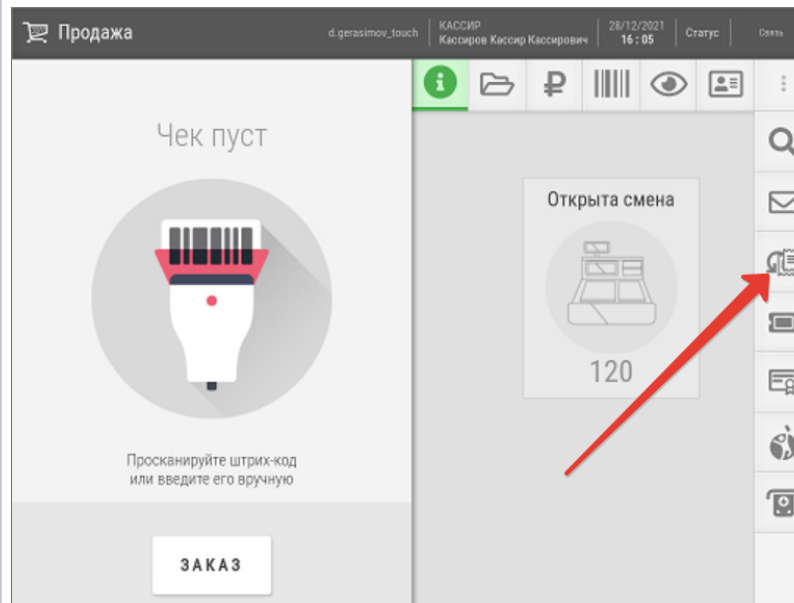 Продажа
d.gerasimov_touch
КАССИР
Кассиров Кассир Кассирович
28/12/2021
16 : 05
Статус
Связь
Чек пуст
Просканируйте штрих-код
или введите его вручную
ЗАКАЗ
Открыта смена
120